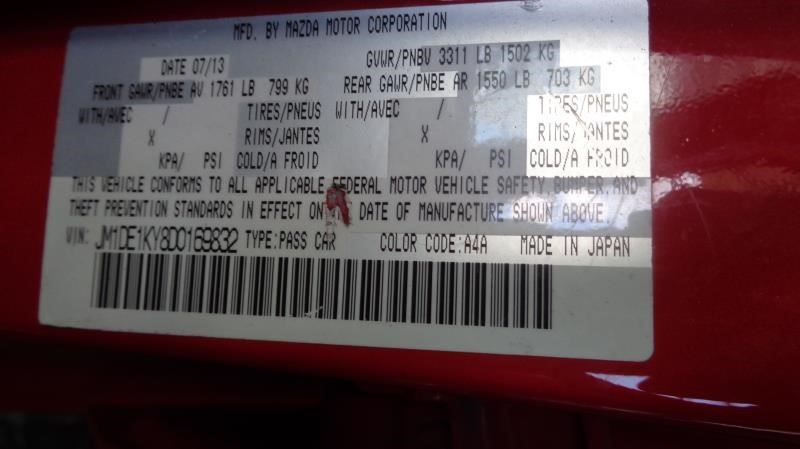 MFD. BY MAZDA MOTOR CORPORATION
DATE 07/13 GVWR/PNBV 3311 LB 1502 KG
FRONT GAWR/PNBE AV 1761 LB 799 KG REAR GAWR/PNBE AR 1550 LB 703 KG
WITH/AVEC / TIRES/PNEUS WITH/AVEC / TIRES/PNEUS
X RIMS/JANTES X RIMS/JANTES
KPA/ PSI COLD/A FROID KPA/ PSI COLD/A FROID
THIS VEHICLE CONFORMS TO ALL APPLICABLE FEDERAL MOTOR VEHICLE SAFETY, BUMPER, AND
THEFT PREVENTION STANDARDS IN EFFECT ON DATE OF MANUFACTURE SHOWN ABOVE.
VIN: JM1DE1KY8D0169832 TYPE:PASS CAR COLOR CODE:A4A MADE IN JAPAN